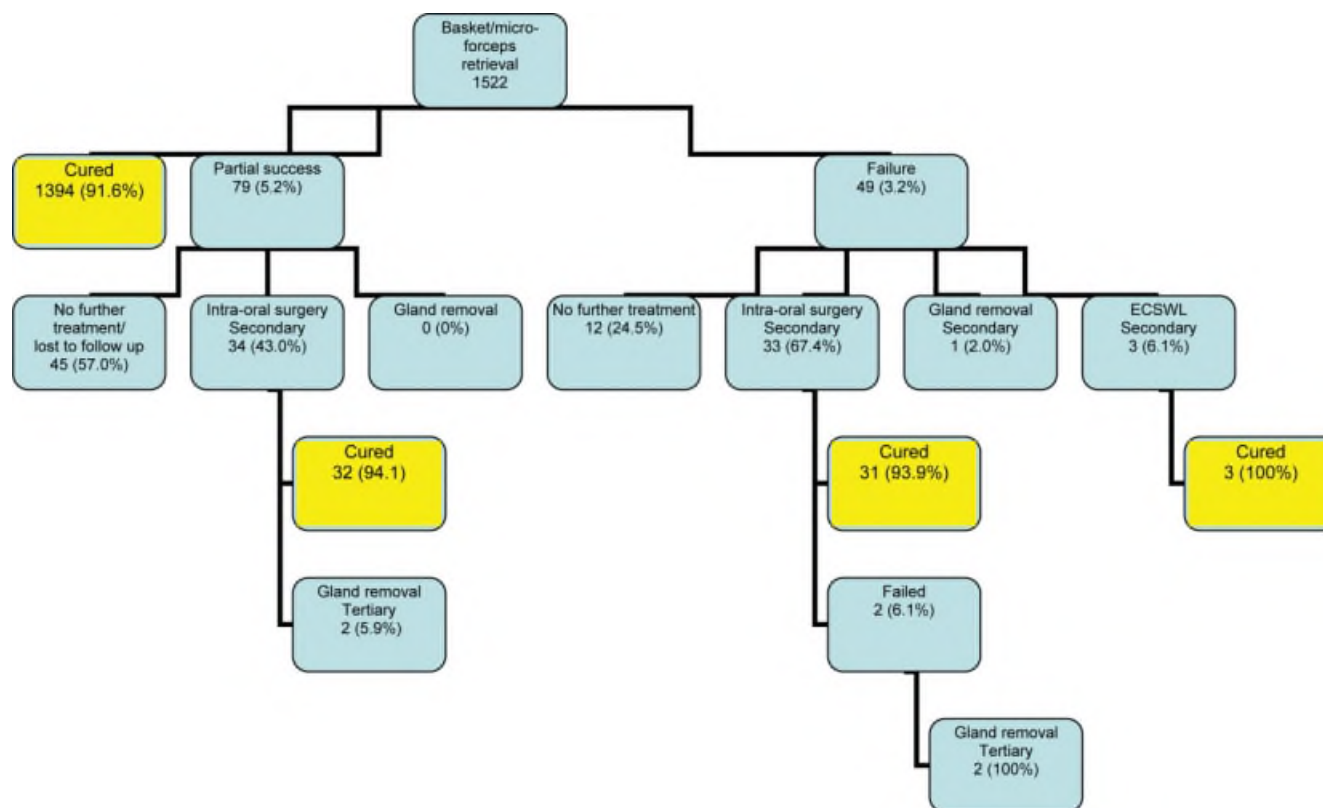 Basket/micro-
forceps
retrieval
1522
Cured
1394 (91.6%)
Partial success
79 (5.2%)
Failure
49 (3.2%)
No further
treatment/
lost to follow up
45 (57.0%)
Intra-oral surgery
Secondary
34 (43.0%)
Gland removal
0 (0%)
No further treatment
12 (24.5%)
Intra-oral surgery
Secondary
33 (67.4%)
Gland removal
Secondary
1 (2.0%)
ECSWL
Secondary
3 (6.1%)
Cured
32 (94.1)
Cured
31 (93.9%)
Cured
3 (100%)
Gland removal
Tertiary
2 (5.9%)
Failed
2 (6.1%)
Gland removal
Tertiary
2 (100%)